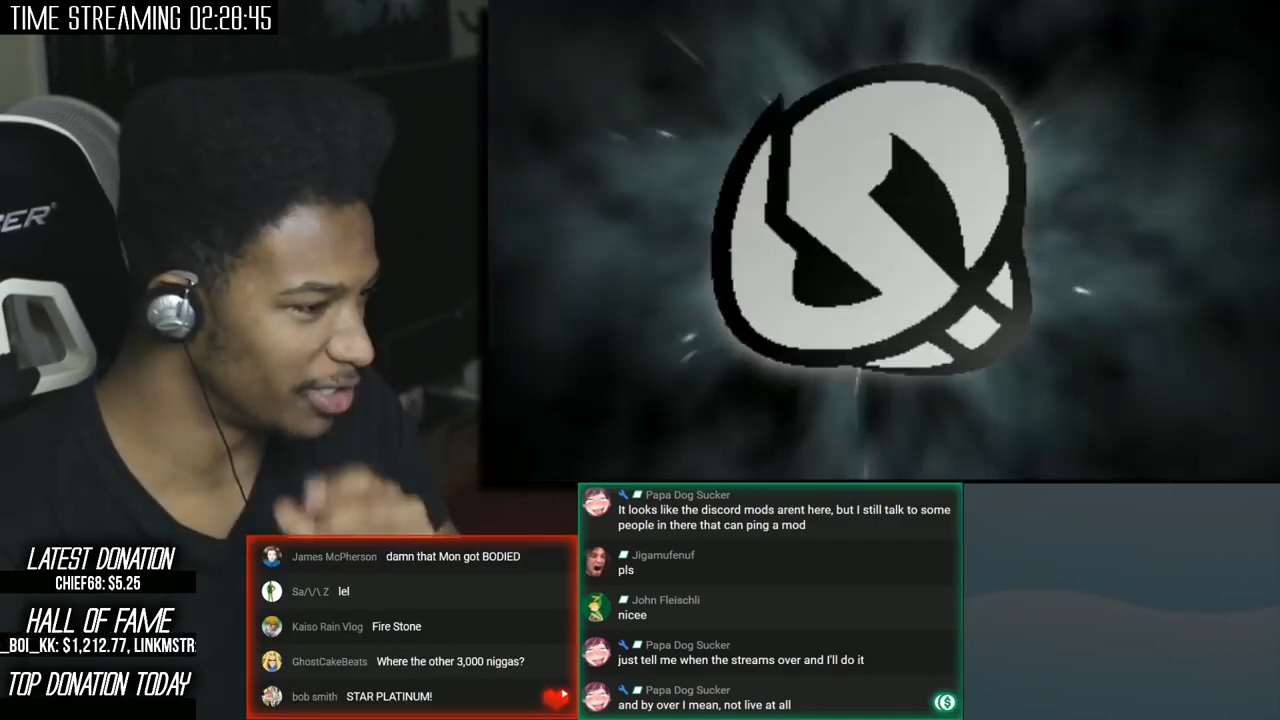 TIME STREAMING 02:28:45
ER
LATEST DONATION
CHIEF68: $5.25
HALL OF FAME
_BOI_KK: $1,212.77, LINKMSTR
TOP DONATION TODAY
James McPherson damn that Mon got BODIED
Sa/\/\ Z lel
Kaiso Rain Vlog Fire Stone
GhostCakeBeats Where the other 3,000 niggas?
bob smith STAR PLATINUM!
Papa Dog Sucker
It looks like the discord mods arent here, but I still talk to some
people in there that can ping a mod
Jigamufenuf
pls
John Fleischli
nicee
Papa Dog Sucker
just tell me when the streams over and I'll do it
Papa Dog Sucker
and by over I mean, not live at all